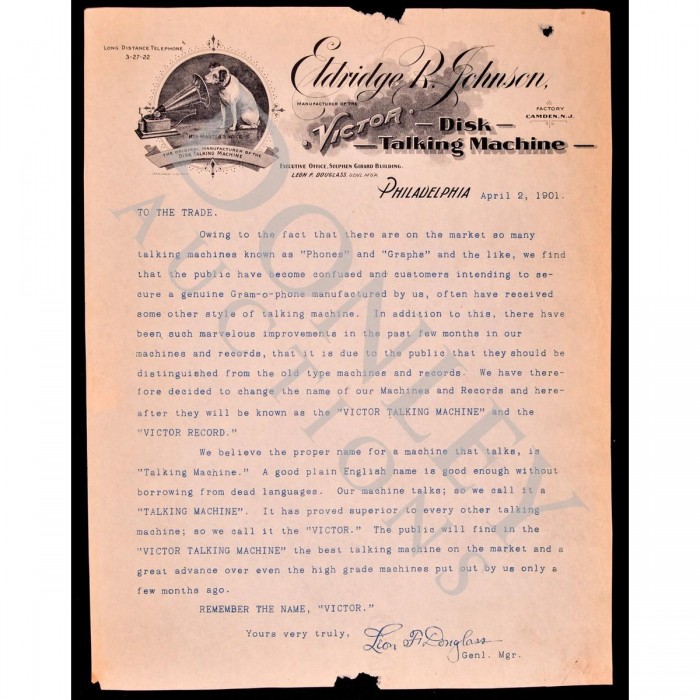 Long Distance Telephone
3-27-22
Eldridge R. Johnson,
Manufacturer of the
Victor
Disk
Talking Machine
Factory
Camden, N.J.
His Master's Voice
The Original Manufacturer of the
Disk Talking Machine
Executive Office, Stephen Girard Building.
Leon F. Douglass, Genl. Mgr.
Philadelphia April 2, 1901.
TO THE TRADE.
Owing to the fact that there are on the market so many
talking machines known as "Phones" and "Graphs" and the like, we find
that the public have become confused and customers intending to se-
cure a genuine Gram-o-phone manufactured by us, often have received
some other style of talking machine. In addition to this, there have
been such marvelous improvements in the past few months in our
machines and records, that it is due to the public that they should be
distinguished from the old type machines and records. We have there-
fore decided to change the name of our Machines and Records and here-
after they will be known as the "VICTOR TALKING MACHINE" and the
"VICTOR RECORD."
We believe the proper name for a machine that talks, is
"Talking Machine." A good plain English name is good enough without
borrowing from dead languages. Our machine talks; so we call it a
"TALKING MACHINE". It has proved superior to every other talking
machine; so we call it the "VICTOR." The public will find in the
"VICTOR TALKING MACHINE" the best talking machine on the market and a
great advance over even the high grade machines put out by us only a
few months ago.
REMEMBER THE NAME, "VICTOR."
Yours very truly, Leon F. Douglass
Genl. Mgr.
DONLEY
AUCTIONS